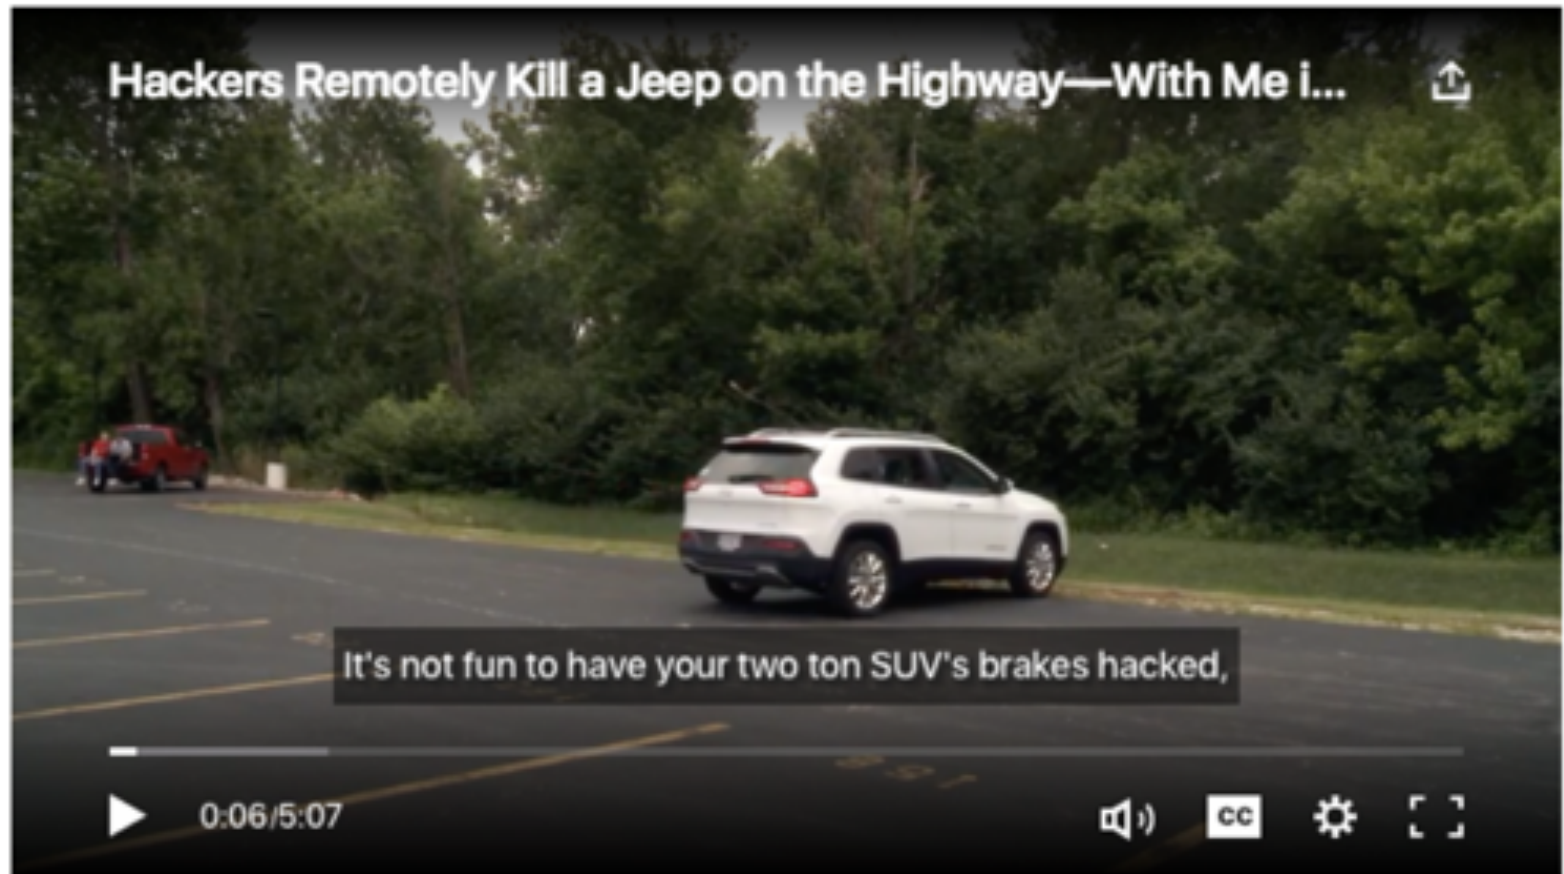 Hackers Remotely Kill a Jeep on the Highway—With Me i...
It's not fun to have your two ton SUV's brakes hacked,
0:06/5:07
CC